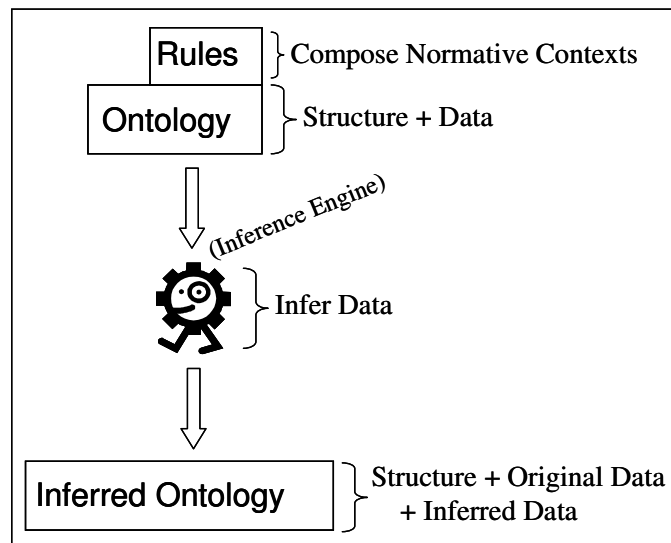 Rules
Compose Normative Contexts
Ontology
Structure + Data
(Inference Engine)
Infer Data
Inferred Ontology
Structure + Original Data
+ Inferred Data